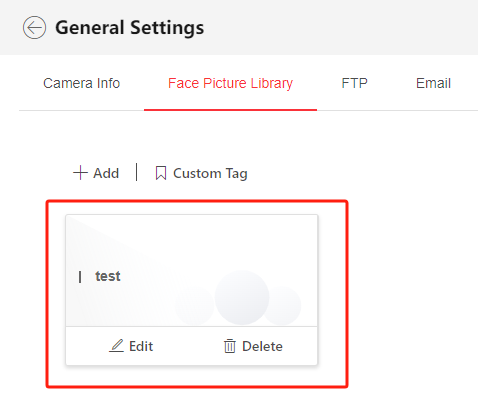 General Settings
Camera Info Face Picture Library FTP Email
Add Custom Tag
test
Edit Delete